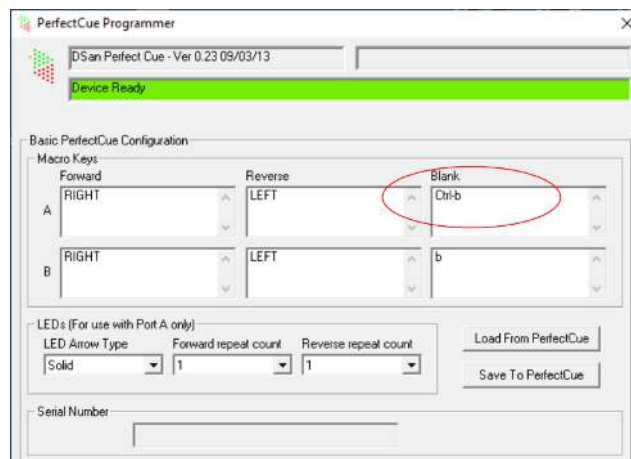 PerfectCue Programmer
DSan Perfect Cue - Ver 0.23 09/03/13
Device Ready
Basic PerfectCue Configuration
Macro Keys
Forward Reverse Blank
A RIGHT LEFT Ctrl-b
B RIGHT LEFT b
LEDs (For use with Port A only)
LED Arrow Type Forward repeat count Reverse repeat count
Solid 1 1
Load From PerfectCue
Save To PerfectCue
Serial Number